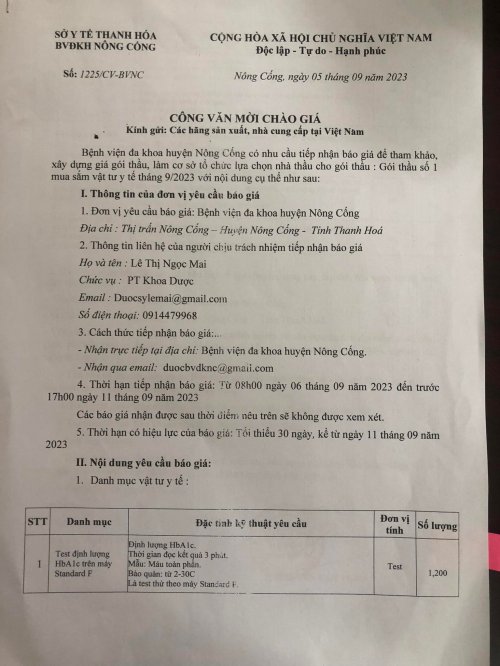 SỞ Y TẾ THANH HÓA
BVĐKH NÔNG CỐNG
CỘNG HÒA XÃ HỘI CHỦ NGHĨA VIỆT NAM
Độc lập - Tự do - Hạnh phúc
Số: 1225/CV-BVNC
Nông Cống, ngày 05 tháng 09 năm 2023
CÔNG VĂN MỜI CHÀO GIÁ
Kính gửi: Các hãng sản xuất, nhà cung cấp tại Việt Nam
Bệnh viện đa khoa huyện Nông Cống có nhu cầu tiếp nhận báo giá để tham khảo,
xây dựng giá gói thầu, làm cơ sở tổ chức lựa chọn nhà thầu cho gói thầu : Gói thầu số 1
mua sắm vật tư y tế tháng 9/2023 với nội dung cụ thể như sau:
I. Thông tin của đơn vị yêu cầu báo giá
1. Đơn vị yêu cầu báo giá: Bệnh viện đa khoa huyện Nông Cống
Địa chỉ : Thị trấn Nông Cống – Huyện Nông Cống - Tỉnh Thanh Hoá
2. Thông tin liên hệ của người chịu trách nhiệm tiếp nhận báo giá
Họ và tên : Lê Thị Ngọc Mai
Chức vụ : PT Khoa Dược
Email : Duocsylemai@gmail.com
Số điện thoại: 0914479968
3. Cách thức tiếp nhận báo giá:...
- Nhận trực tiếp tại địa chỉ: Bệnh viện đa khoa huyện Nông Cống.
- Nhận qua email: duocbvdknc@gmail.com
4. Thời hạn tiếp nhận báo giá: Từ 08h00 ngày 06 tháng 09 năm 2023 đến trước
17h00 ngày 11 tháng 09 năm 2023
Các báo giá nhận được sau thời điểm nêu trên sẽ không được xem xét.
5. Thời hạn có hiệu lực của báo giá: Tối thiểu 30 ngày, kể từ ngày 11 tháng 09 năm
2023
II. Nội dung yêu cầu báo giá:
1. Danh mục vật tư y tế :
STT Danh mục Đặc tính kỹ thuật yêu cầu Đơn vị tính Số lượng
1
Test định lượng
HbA1c trên máy
Standard F
Định lượng HbA1c.
Thời gian đọc kết quả 3 phút.
Mẫu: Máu toàn phần.
Bảo quản: từ 2-30C
Là test thử theo máy Standard F.
Test
1,200